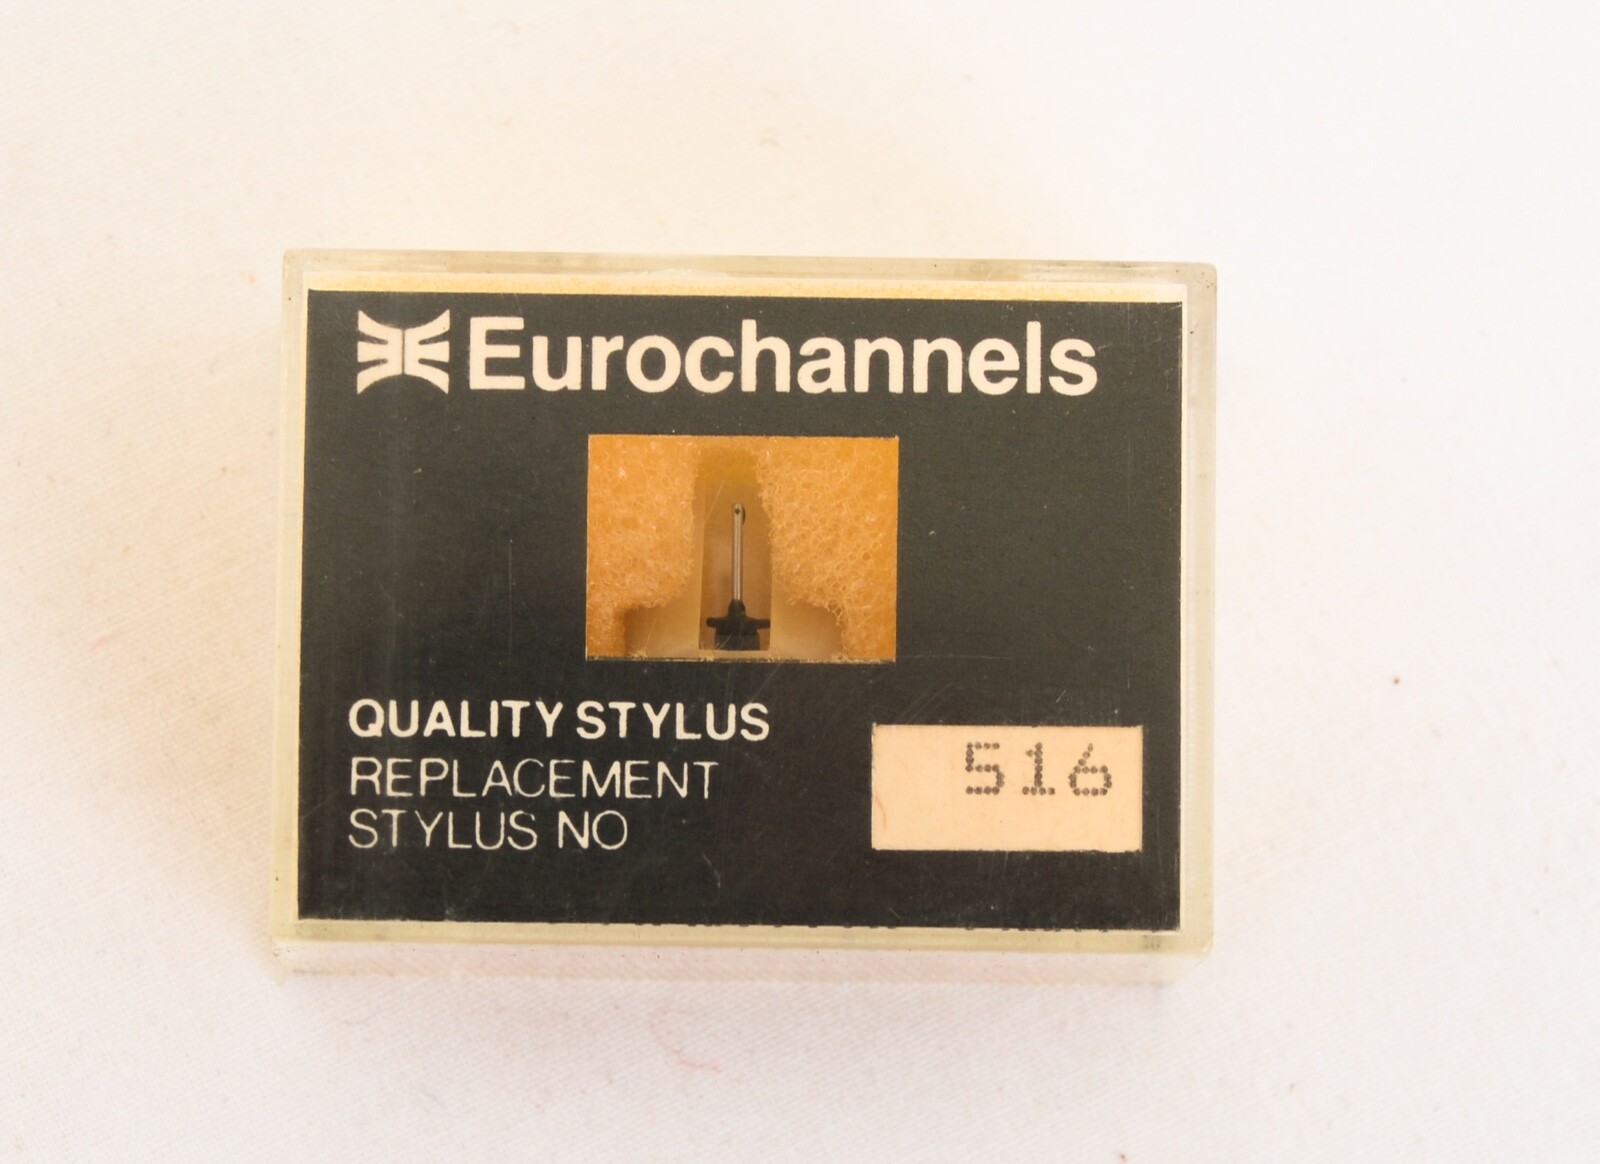 Eurochannels
QUALITY STYLUS
REPLACEMENT
STYLUS NO
516